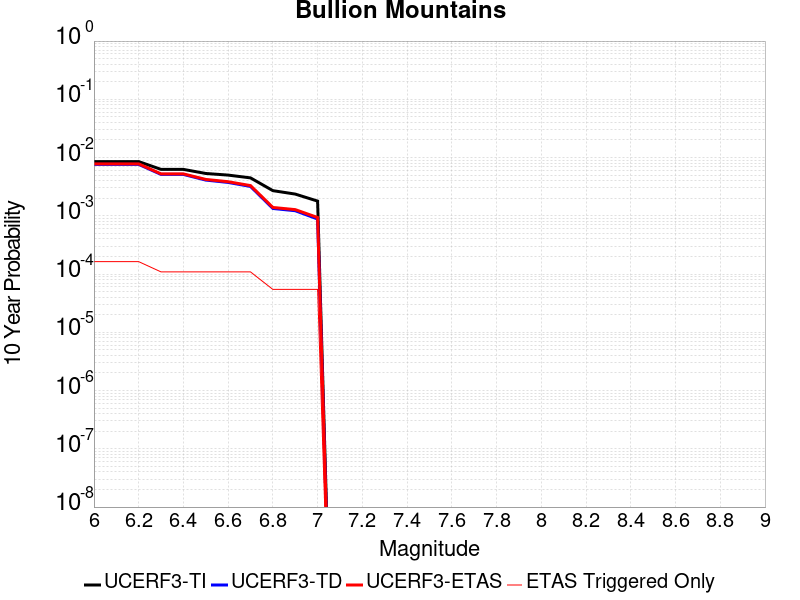 Bullion Mountains
10^0
10^-1
10^-2
10^-3
10^-4
10^-5
10^-6
10^-7
10^-8
10 Year Probability
6 6.2 6.4 6.6 6.8 7 7.2 7.4 7.6 7.8 8 8.2 8.4 8.6 8.8 9
Magnitude
UCERF3-TI UCERF3-TD UCERF3-ETAS ETAS Triggered Only